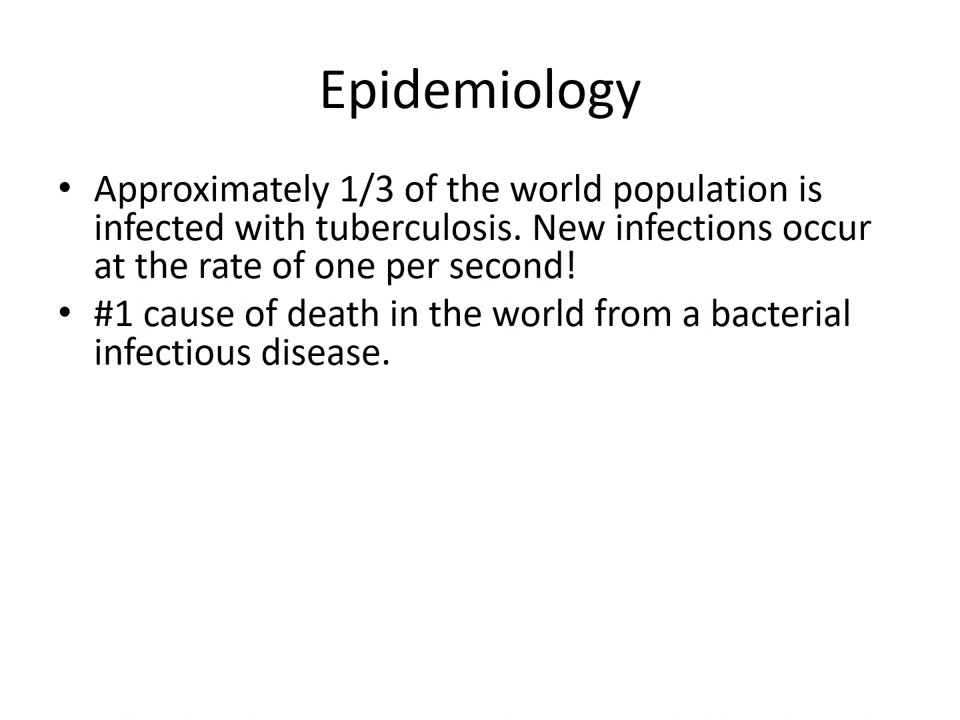 Epidemiology
• Approximately 1/3 of the world population is
infected with tuberculosis. New infections occur
at the rate of one per second!
• #1 cause of death in the world from a bacterial
infectious disease.